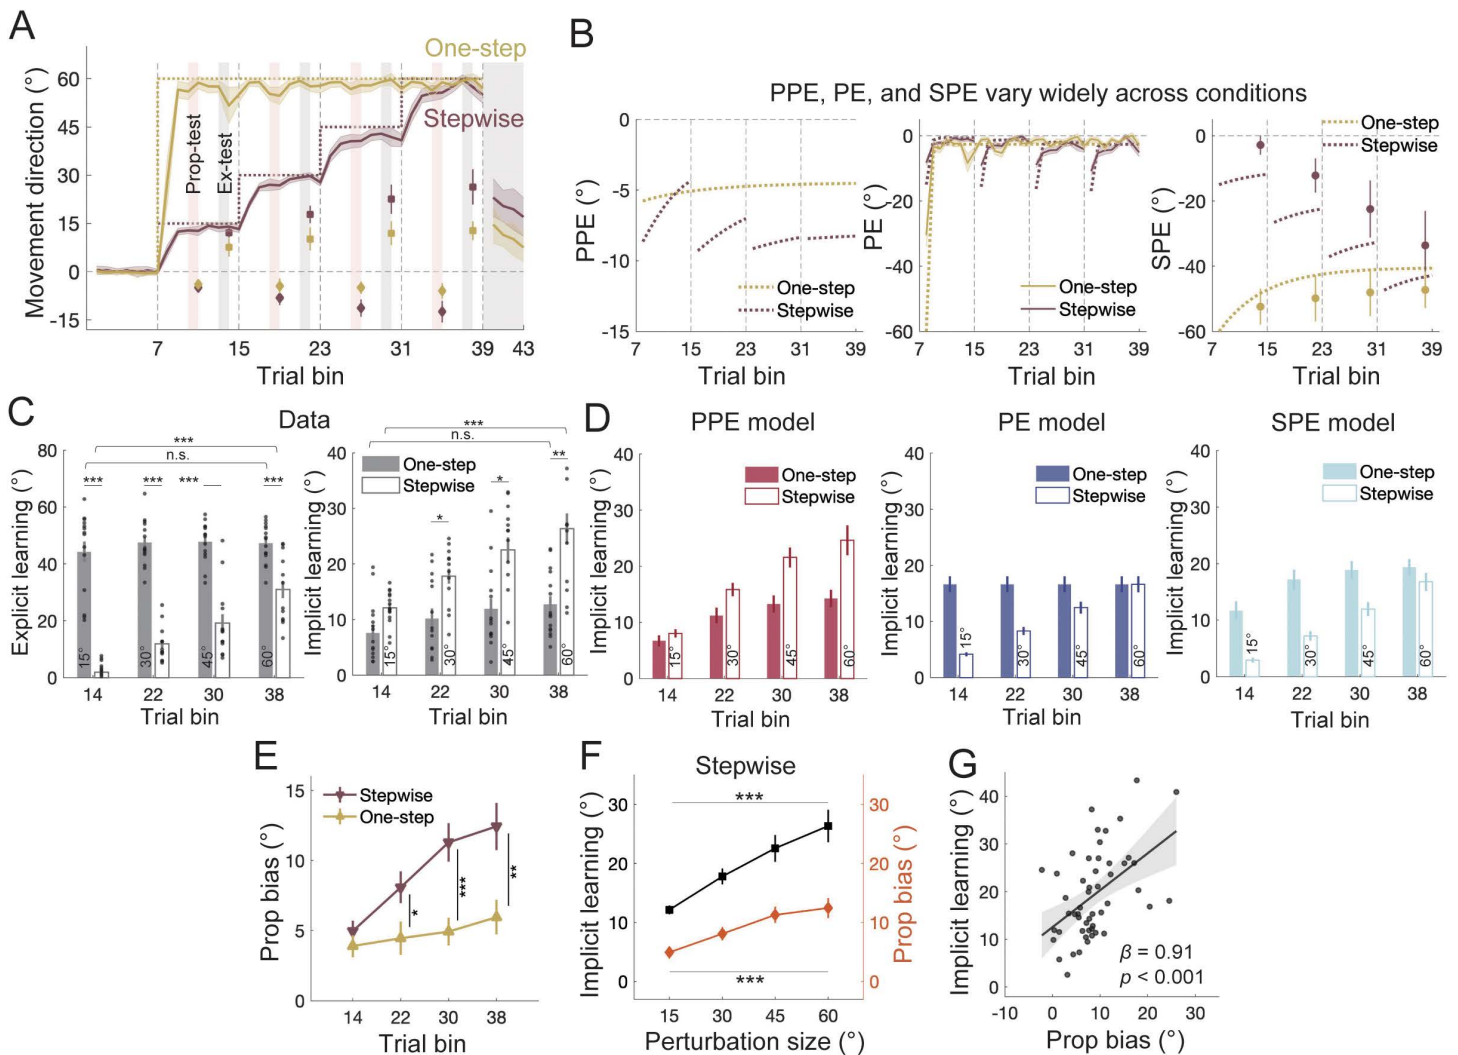 A
One-step
Stepwise
Movement direction (°)
60
45
30
15
0
-15
Prop-test
Ex-test
7
15
23
31
39
43
Trial bin
B
PPE, PE, and SPE vary widely across conditions
PPE (°)
0
-5
-10
-15
One-step
Stepwise
7
15
23
31
39
Trial bin
PE (°)
0
-20
-40
-60
One-step
Stepwise
7
15
23
31
39
Trial bin
SPE (°)
0
-20
-40
-60
One-step
Stepwise
7
15
23
31
39
Trial bin
C
Data
Explicit learning (°)
80
60
40
20
0
***
n.s.
*** *** *** ***
15° 30° 45° 60°
14 22 30 38
Trial bin
Implicit learning (°)
40
30
20
10
0
***
n.s.
One-step
Stepwise
* * **
15° 30° 45° 60°
14 22 30 38
Trial bin
D
PPE model
Implicit learning (°)
40
30
20
10
0
One-step
Stepwise
15° 30° 45° 60°
14 22 30 38
Trial bin
PE model
Implicit learning (°)
40
30
20
10
0
One-step
Stepwise
15° 30° 45° 60°
14 22 30 38
Trial bin
SPE model
Implicit learning (°)
40
30
20
10
0
One-step
Stepwise
15° 30° 45° 60°
14 22 30 38
Trial bin
E
Prop bias (°)
15
10
5
0
Stepwise
One-step
* *** **
14 22 30 38
Trial bin
F
Stepwise
Implicit learning (°)
30
20
10
0
***
***
Prop bias (°)
30
20
10
0
15 30 45 60
Perturbation size (°)
G
Implicit learning (°)
40
30
20
10
0
β = 0.91
p < 0.001
-10 0 10 20 30
Prop bias (°)